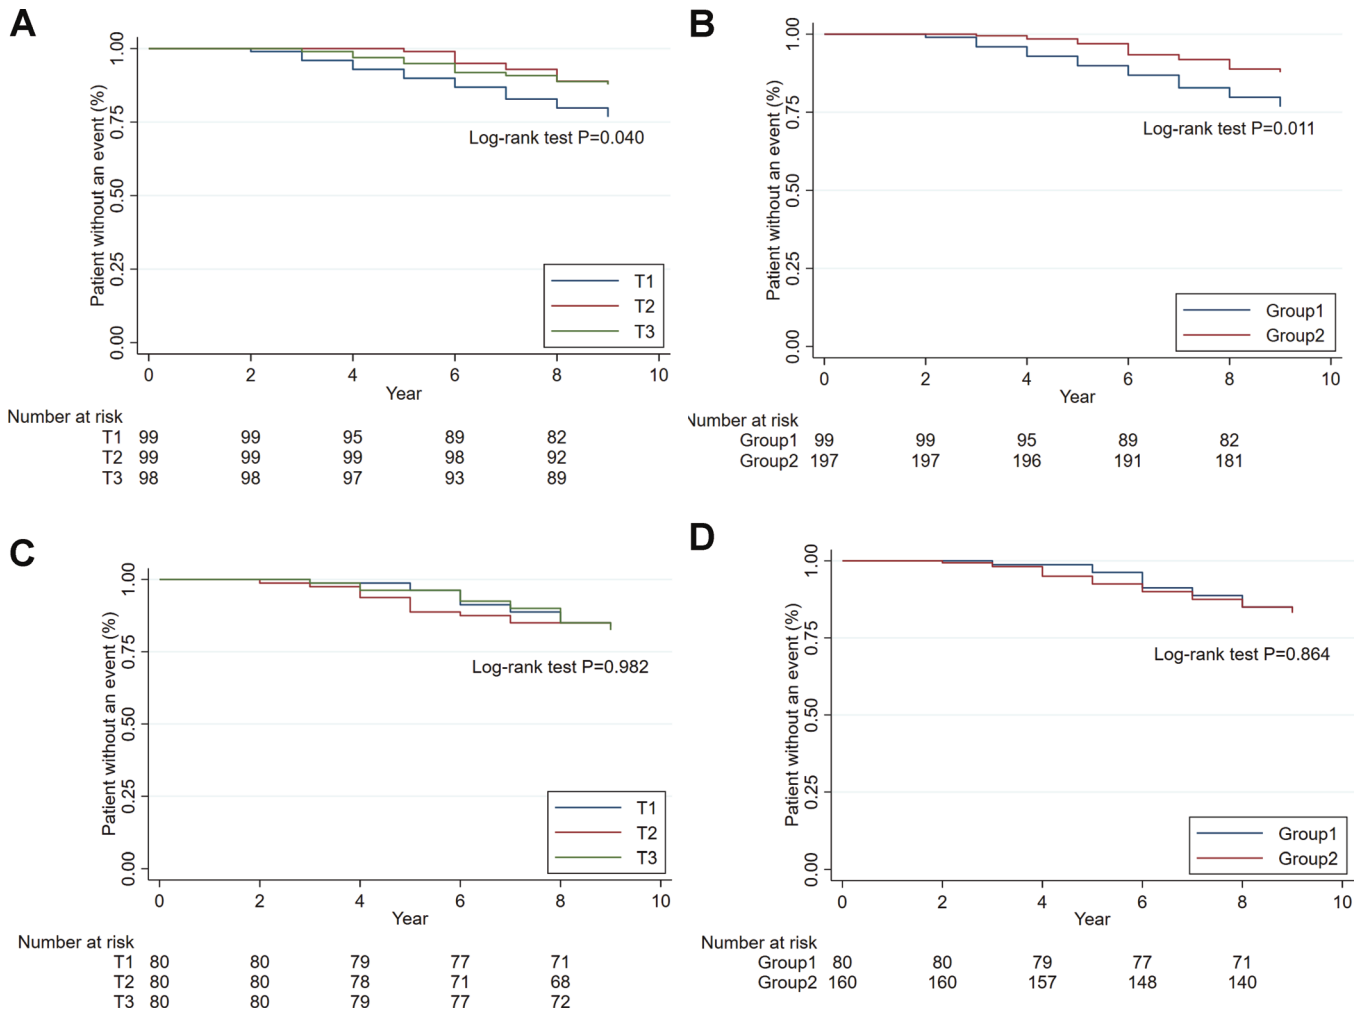 A
Patient without an event (%)
1.00
0.75
0.50
0.25
0.00
Log-rank test P=0.040
T1
T2
T3
0 2 4 6 8 10
Year
Number at risk
T1 99 99 95 89 82
T2 99 99 99 98 92
T3 98 98 97 93 89
B
Patient without an event (%)
1.00
0.75
0.50
0.25
0.00
Log-rank test P=0.011
Group1
Group2
0 2 4 6 8 10
Year
Number at risk
Group1 99 99 95 89 82
Group2 197 197 196 191 181
C
Patient without an event (%)
1.00
0.75
0.50
0.25
0.00
Log-rank test P=0.982
T1
T2
T3
0 2 4 6 8 10
Year
Number at risk
T1 80 80 79 77 71
T2 80 80 78 71 68
T3 80 80 79 77 72
D
Patient without an event (%)
1.00
0.75
0.50
0.25
0.00
Log-rank test P=0.864
Group1
Group2
0 2 4 6 8 10
Year
Number at risk
Group1 80 80 79 77 71
Group2 160 160 157 148 140